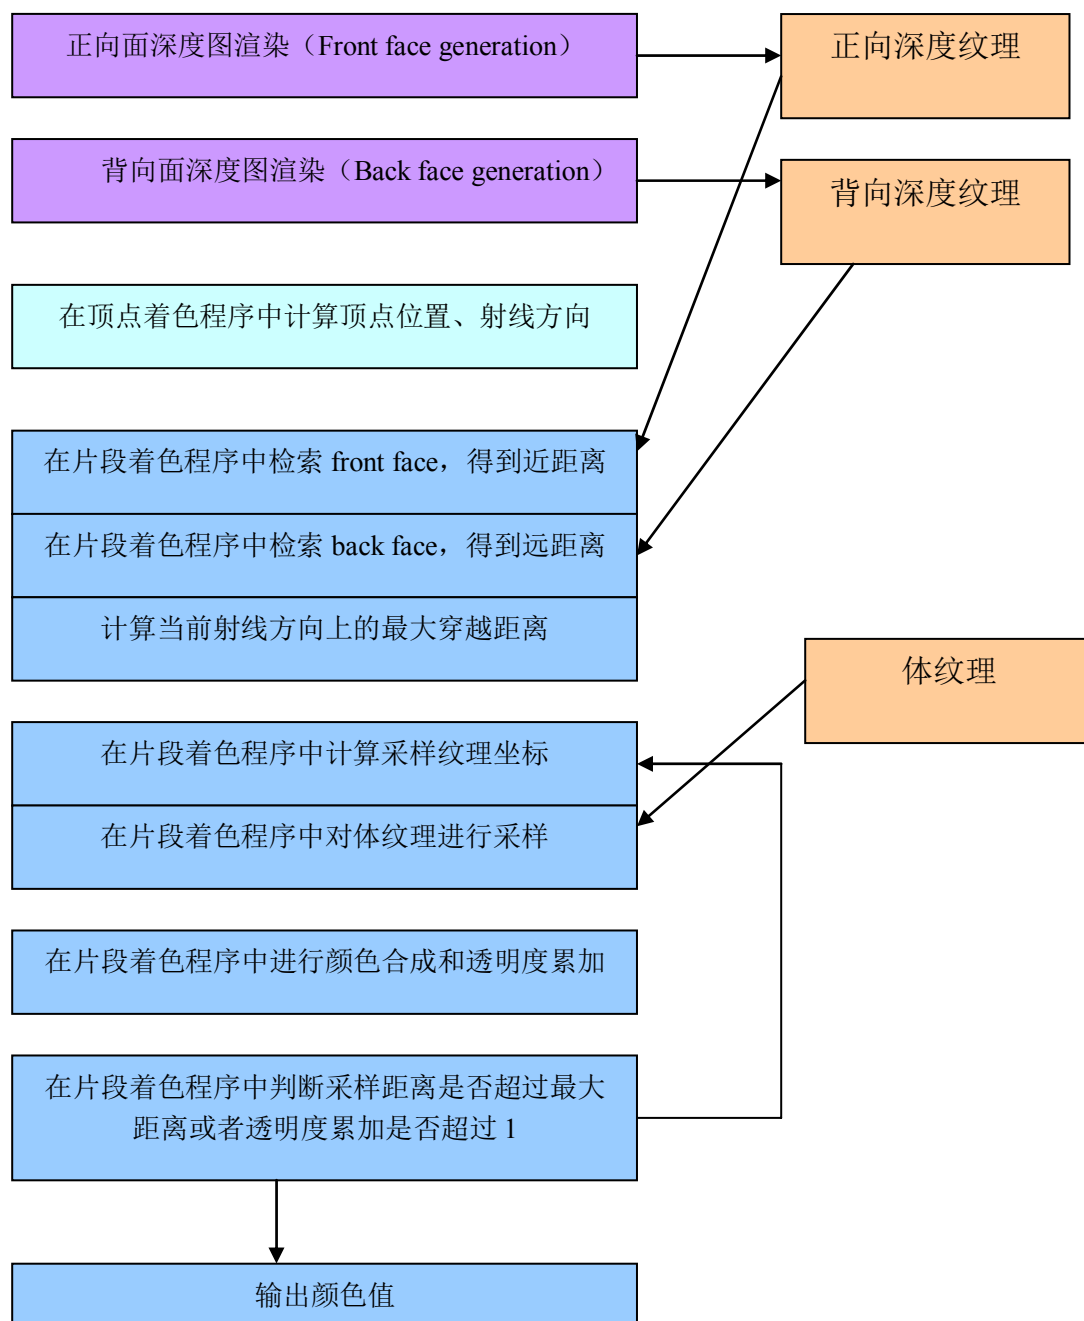 正向面深度图渲染（Front face generation）
正向深度纹理
背向面深度图渲染（Back face generation）
背向深度纹理
在顶点着色程序中计算顶点位置、射线方向
在片段着色程序中检索 front face，得到近距离
在片段着色程序中检索 back face，得到远距离
计算当前射线方向上的最大穿越距离
体纹理
在片段着色程序中计算采样纹理坐标
在片段着色程序中对体纹理进行采样
在片段着色程序中进行颜色合成和透明度累加
在片段着色程序中判断采样距离是否超过最大
距离或者透明度累加是否超过 1
输出颜色值